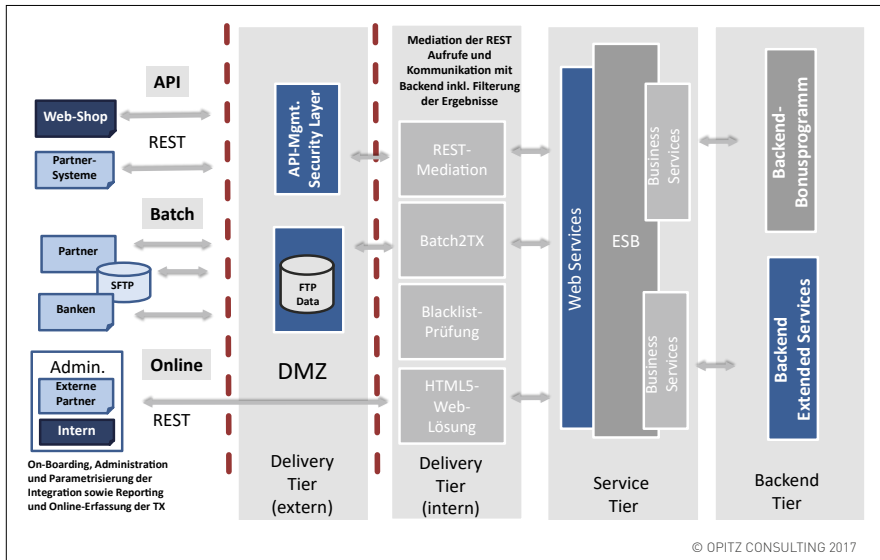 API
Web-Shop
REST
Partner-
Systeme
Batch
Partner
SFTP
Banken
Admin.
Externe
Partner
Intern
Online
REST
On-Boarding, Administration
und Parametrisierung der
Integration sowie Reporting
und Online-Erfassung der TX
API-Mgmt.
Security Layer
FTP
Data
DMZ
Delivery
Tier
(extern)
Mediation der REST
Aufrufe und
Kommunikation mit
Backend inkl. Filterung
der Ergebnisse
REST-
Mediation
Batch2TX
Blacklist-
Prüfung
HTML5-
Web-
Lösung
Delivery
Tier
(intern)
Web Services
ESB
Business
Services
Business
Services
Service
Tier
Backend-
Bonusprogramm
Backend
Extended Services
Backend
Tier
© OPITZ CONSULTING 2017